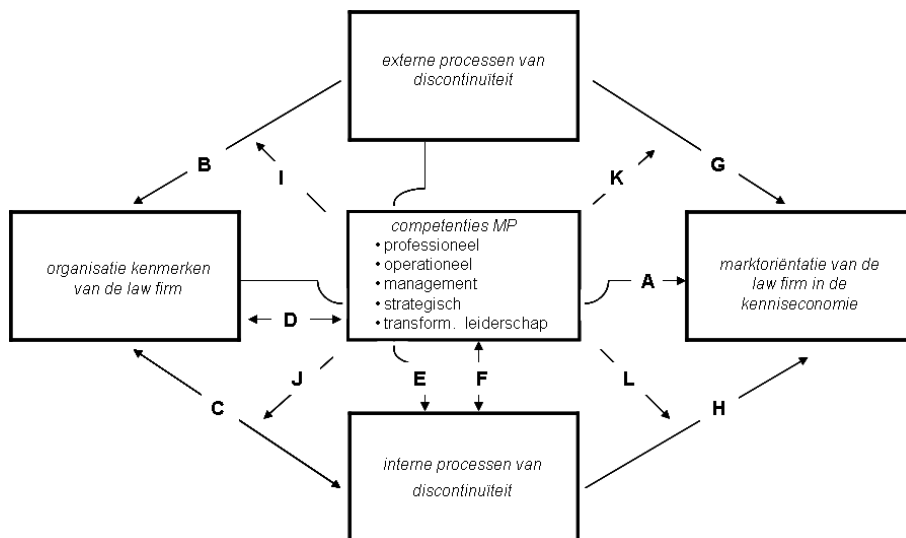 externe processen van
discontinuïteit
B
I
K
G
organisatie kenmerken
van de law firm
competenties MP
• professioneel
• operationeel
• management
• strategisch
• transform. leiderschap
A
marktoriëntatie van de
law firm in de
kenniseconomie
D
J
E
F
L
C
H
interne processen van
discontinuïteit